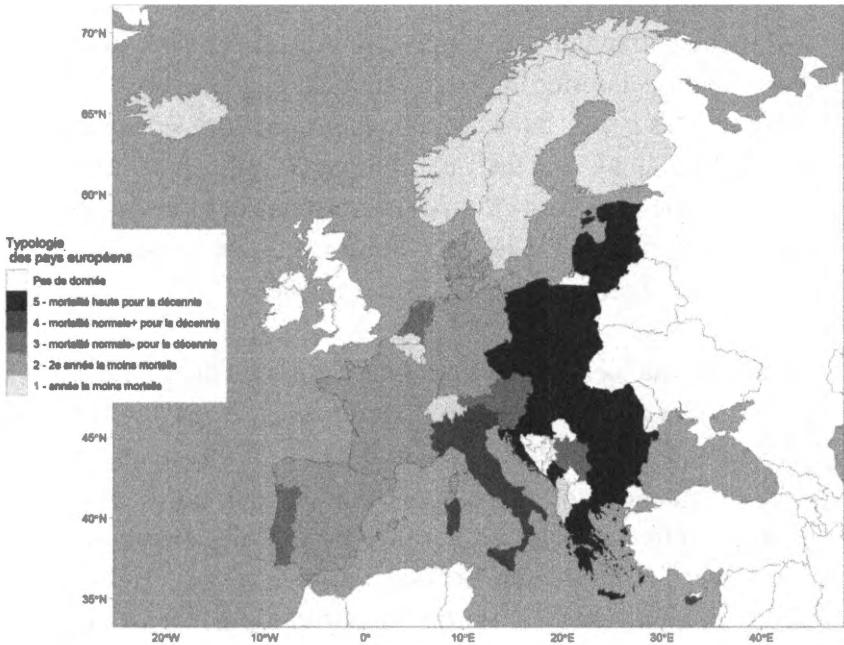 70°N
65°N
60°N
45°N
40°N
35°N
Typologie
des pays européens
Pas de donnée
5 - mortalité haute pour la décennie
4 - mortalité normale+ pour la décennie
3 - mortalité normale- pour la décennie
2 - 2e année la moins mortelle
1 - année la moins mortelle
20°W
10°W
0°
10°E
20°E
30°E
40°E